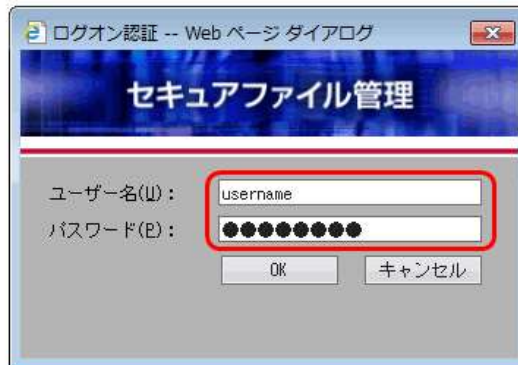 ログオン認証 -- Web ページ ダイアログ
セキュアファイル管理
ユーザー名(U)： username
パスワード(P)： ●●●●●●●●
OK キャンセル